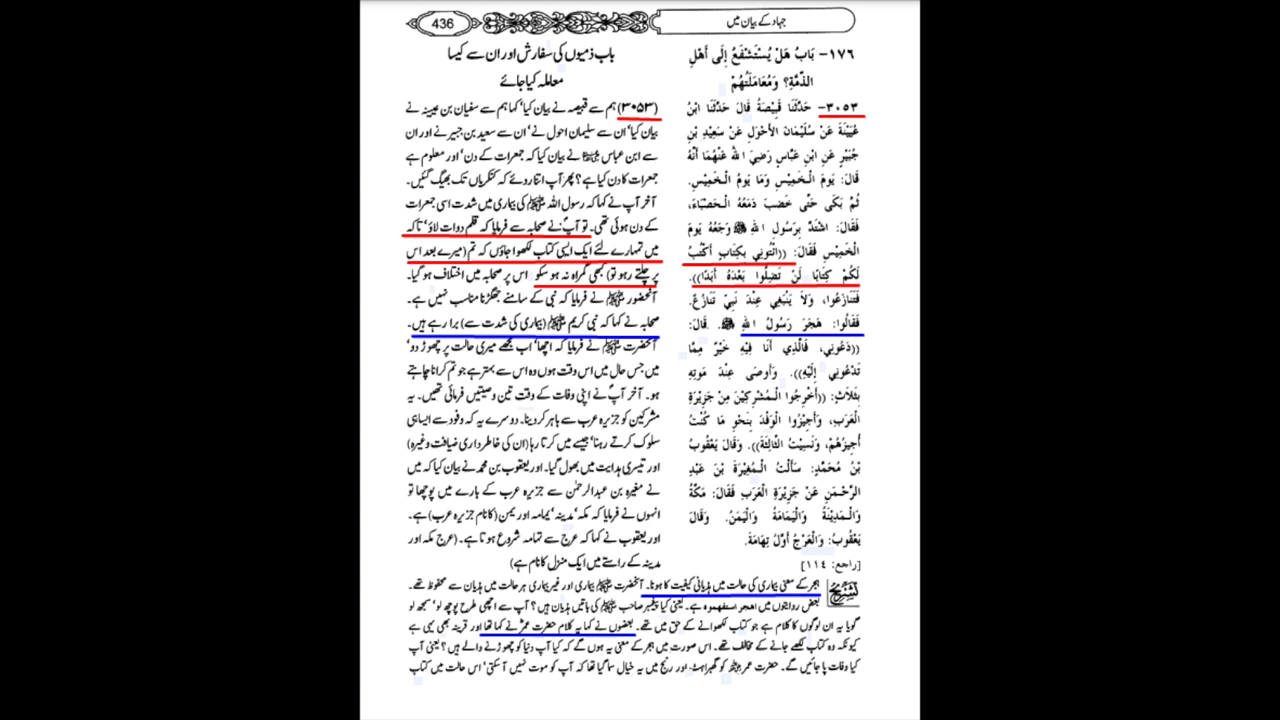 436
جہاد کے بیان میں
١٧٦- بَابُ هَلْ يُسْتَشْفَعُ إِلَى أَهْلِ
الذِّمَّةِ؟ وَمُعَامَلَتُهُمْ
٣٠٥٣- حَدَّثَنَا قَبِيْصَةُ قَالَ حَدَّثَنَا ابْنُ
عُيَيْنَةَ عَنْ سُلَيْمَانَ الأَحْوَلِ عَنْ سَعِيْدِ بْنِ
جُبَيْرٍ عَنِ ابْنِ عَبَّاسٍ رَضِيَ اللهُ عَنْهُمَا أَنَّهُ
قَالَ: يَومَ الْخَمِيْسِ وَمَا يَومُ الْخَمِيْسِ.
ثُمَّ بَكَى حَتَّى خَضَبَ دَمْعُهُ الْحَصْبَاءَ،
فَقَالَ: اشْتَدَّ بِرَسُولِ اللهِ ﷺ وَجَعُهُ يَومَ
الْخَمِيْسِ فَقَالَ: ((ائْتُونِي بِكِتَابٍ أَكْتُبْ
لَكُمْ كِتَابًا لَنْ تَضِلُّوا بَعْدَهُ أَبَدًا)).
فَتَنَازَعُوا، وَلاَ يَنْبَغِي عِنْدَ نَبِيٍّ تَنَازُعٌ.
فَقَالُوا: هَجَرَ رَسُولُ اللهِ ﷺ. قَالَ:
((دَعُونِي، فَالَّذِي أَنَا فِيْهِ خَيْرٌ مِمَّا
تَدْعُونِي إِلَيْهِ)). وَأَوصَى عِنْدَ مَوتِهِ
بِثَلاَثٍ: ((أَخْرِجُوا الْمُشْرِكِيْنَ مِنْ جَزِيْرَةِ
الْعَرَبِ، وَأَجِيْزُوا الْوَفْدَ بِنَحْوِ مَا كُنْتُ
أُجِيْزُهُمْ، وَنَسِيْتُ الثَّالِثَةَ)). وَقَالَ يَعْقُوبُ
بْنُ مُحَمَّدٍ: سَأَلْتُ الْمُغِيْرَةَ بْنَ عَبْدِ
الرَّحْمَنِ عَنْ جَزِيْرَةِ الْعَرَبِ فَقَالَ: مَكَّةُ
وَالْمَدِيْنَةُ وَالْيَمَامَةُ وَالْيَمَنُ. وَقَالَ
يَعْقُوبُ: وَالْعَرْجُ أَوَّلُ تِهَامَةَ.
[راجع: ١١٤]
باب ذمیوں کی سفارش اور ان سے کیسا
معاملہ کیا جائے
(۳۰۵۳) ہم سے قبیصہ نے بیان کیا' کہا ہم سے سفیان بن عیینہ نے
بیان کیا' ان سے سلیمان احول نے' ان سے سعید بن جبیر نے اور ان
سے ابن عباس رضی اللہ عنہما نے بیان کیا کہ جمعرات کے دن' اور معلوم ہے
جمعرات کا دن کیا ہے؟ پھر آپ اتنا روئے کہ کنکریاں تک بھیگ گئیں۔
آخر آپ نے کہا کہ رسول اللہ ﷺ کی بیماری میں شدت اسی جمعرات
کے دن ہوئی تھی۔ تو آپؐ نے صحابہ سے فرمایا کہ قلم دوات لاؤ' تاکہ
میں تمہارے لئے ایک ایسی کتاب لکھوا جاؤں کہ تم (میرے بعد اس
پر چلتے رہو تو) کبھی گمراہ نہ ہو سکو اس پر صحابہ میں اختلاف ہو گیا۔
آنحضور ﷺ نے فرمایا کہ نبی کے سامنے جھگڑنا مناسب نہیں ہے۔
صحابہ نے کہا کہ نبی کریم ﷺ (بیماری کی شدت سے) برا رہے ہیں۔
آنحضرت ﷺ نے فرمایا کہ اچھا' اب مجھے میری حالت پر چھوڑ دو'
میں جس حال میں اس وقت ہوں وہ اس سے بہتر ہے جو تم کرانا چاہتے
ہو۔ آخر آپؐ نے اپنی وفات کے وقت تین وصیتیں فرمائی تھیں۔ یہ
مشرکین کو جزیرہ عرب سے باہر کر دینا۔ دوسرے یہ کہ وفود سے ایسا ہی
سلوک کرتے رہنا' جیسے میں کرتا رہا (ان کی خاطر داری ضیافت وغیرہ)
اور تیسری ہدایت میں بھول گیا۔ اور یعقوب بن محمد نے بیان کیا کہ میں
نے مغیرہ بن عبدالرحمٰن سے جزیرہ عرب کے بارے میں پوچھا تو
انہوں نے فرمایا کہ مکہ' مدینہ' یمامہ اور یمن (کا نام جزیرہ عرب) ہے۔
اور یعقوب نے کہا کہ عرج سے تہامہ شروع ہوتا ہے۔ (عرج مکہ اور
مدینہ کے راستے میں ایک منزل کا نام ہے)
تشریح ہجر کے معنی بیماری کی حالت میں ہذیانی کیفیت کا ہونا۔ آنحضرت ﷺ بیماری اور غیر بیماری ہر حالت میں ہذیان سے محفوظ تھے۔
بعض روایتوں میں اھجر استفھموہ ہے۔ یعنی کیا پیغمبر صاحب ﷺ کی باتیں ہذیان ہیں؟ آپ سے اچھی طرح پوچھ لو' سمجھ لو
گویا یہ ان لوگوں کا کلام ہے جو کتاب لکھوانے کے حق میں تھے۔ بعضوں نے کہا یہ کلام حضرت عمرؓ نے کہا تھا اور قرینہ بھی یہی ہے
کیونکہ وہ کتاب لکھے جانے کے مخالف تھے۔ اس صورت میں ہجر کے معنی یہ ہوں گے کہ کیا آپ دنیا کو چھوڑنے والے ہیں؟ یعنی آپ
کیا وفات پا جائیں گے۔ حضرت عمر رضی اللہ عنہ کو گھبراہٹ اور رنج میں یہ خیال سما گیا تھا کہ آپ کو موت نہیں آ سکتی' اس حالت میں کتاب